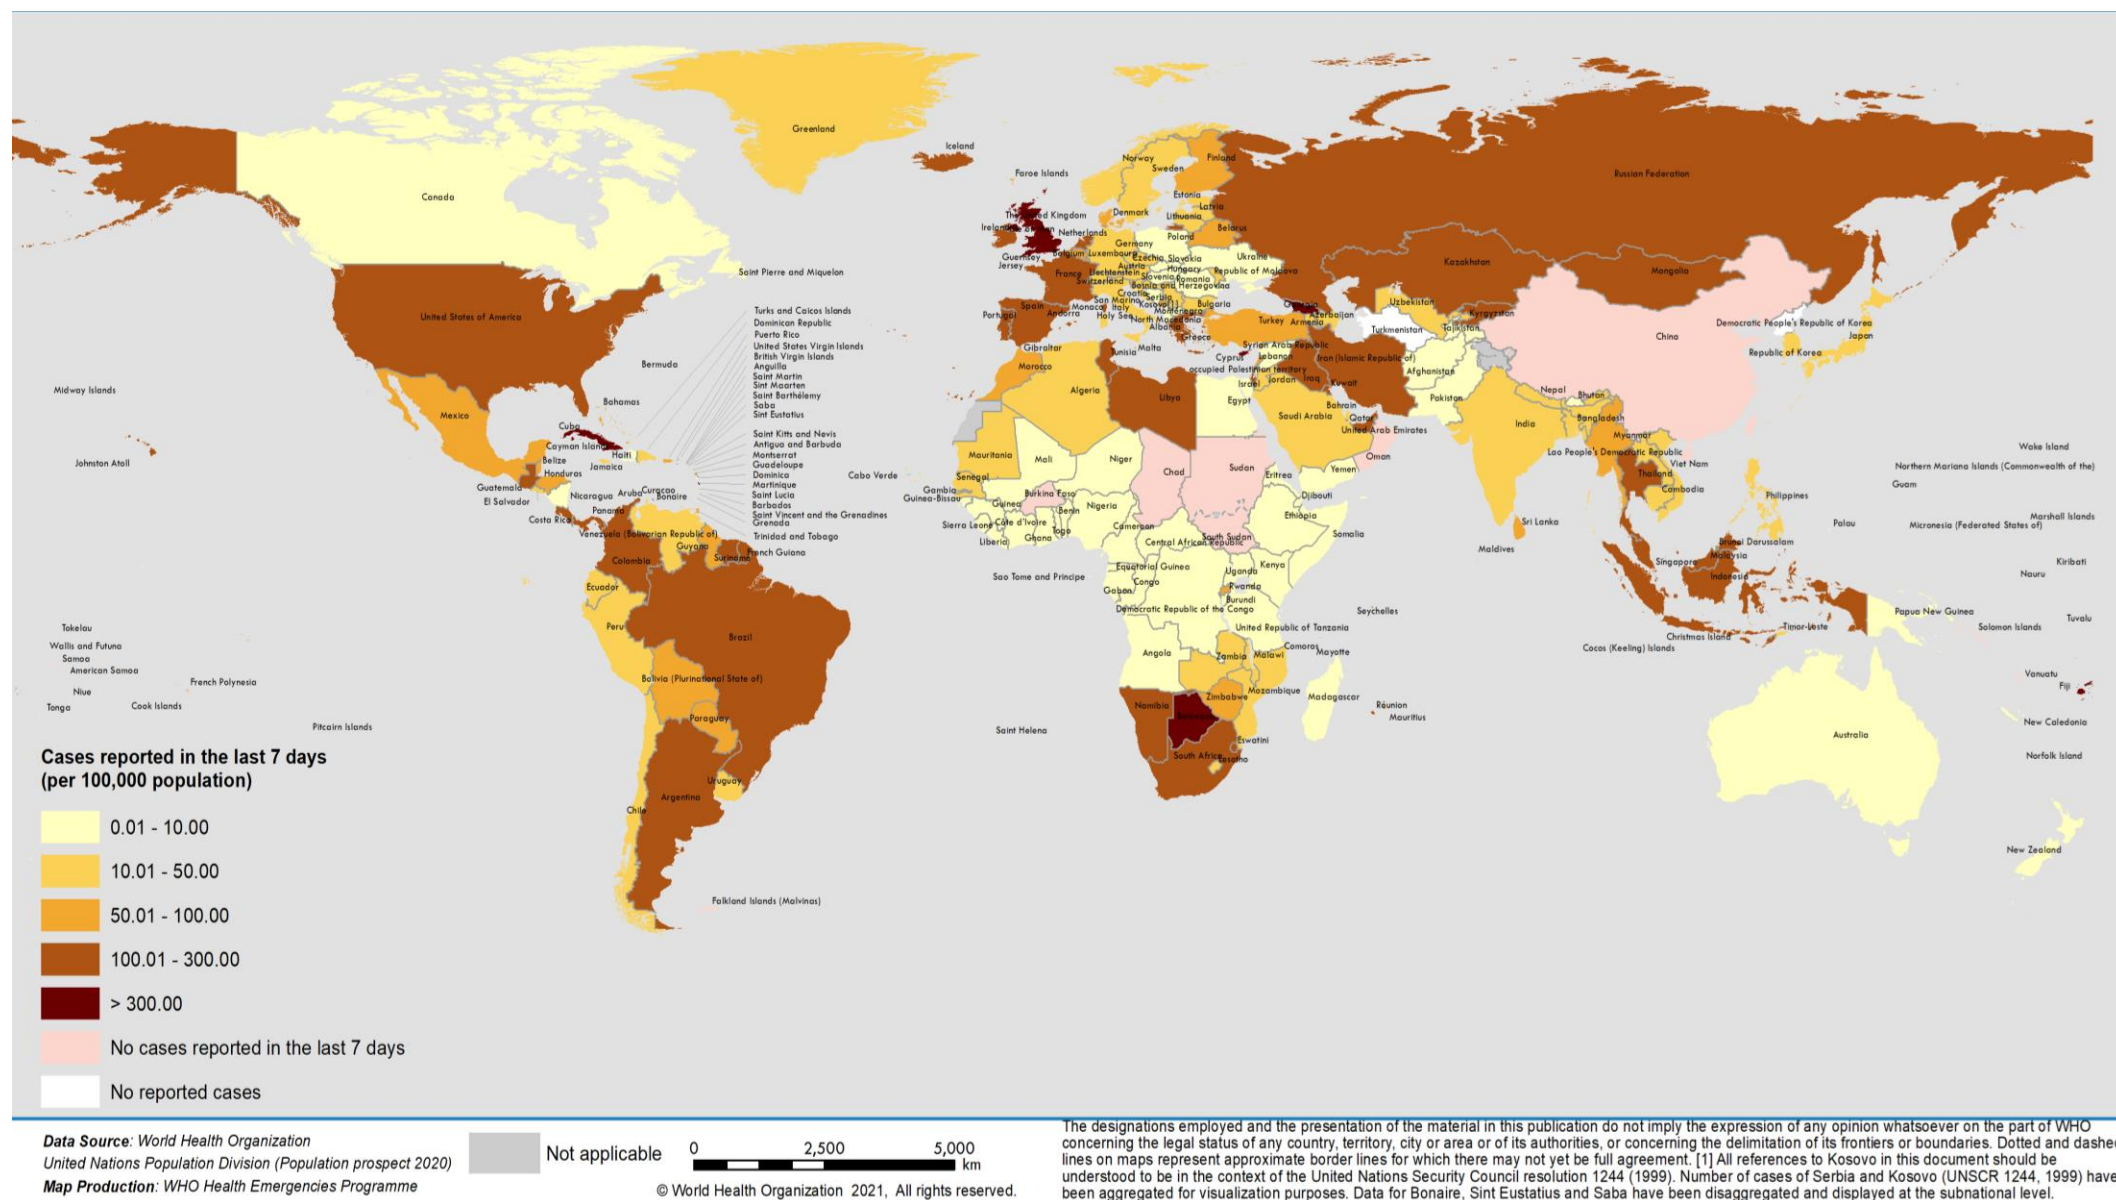 Greenland
Iceland
Faroe Islands
Norway
Sweden
Finland
Russian Federation
Canada
Estonia
Latvia
Denmark
Lithuania
Netherlands
Belarus
Poland
Germany
Guernsey
Jersey
Luxembourg
Czechia
Slovakia
Ukraine
Austria
Hungary
Republic of Moldova
Kazakhstan
Mongolia
Saint Pierre and Miquelon
France
Liechtenstein
Switzerland
Slovenia
Romania
Bosnia and Herzegovina
Croatia
Serbia
San Marino
Kosovo[1]
Bulgaria
Georgia
Uzbekistan
Kyrgyzstan
Spain
Portugal
Andorra
Monaco
Italy
Holy See
Montenegro
North Macedonia
Albania
Greece
Turkey
Armenia
Azerbaijan
Turkmenistan
Tajikistan
China
Democratic People's Republic of Korea
Japan
Republic of Korea
United States of America
Turks and Caicos Islands
Dominican Republic
Puerto Rico
United States Virgin Islands
British Virgin Islands
Anguilla
Saint Martin
Sint Maarten
Saint Barthélemy
Saba
Sint Eustatius
Bermuda
Midway Islands
Gibraltar
Tunisia
Malta
Cyprus
Syrian Arab Republic
Lebanon
Iran (Islamic Republic of)
occupied Palestinian territory
Israel
Jordan
Iraq
Kuwait
Afghanistan
Morocco
Algeria
Libya
Egypt
Saudi Arabia
Bahrain
Qatar
United Arab Emirates
Pakistan
Nepal
Bhutan
Bangladesh
India
Myanmar
Lao People's Democratic Republic
Viet Nam
Thailand
Cambodia
Oman
Yemen
Mexico
Bahamas
Cuba
Cayman Islands
Haiti
Belize
Jamaica
Honduras
Guatemala
El Salvador
Nicaragua
Aruba
Curaçao
Bonaire
Costa Rica
Panama
Saint Kitts and Nevis
Antigua and Barbuda
Montserrat
Guadeloupe
Dominica
Martinique
Saint Lucia
Barbados
Saint Vincent and the Grenadines
Grenada
Trinidad and Tobago
Johnston Atoll
Cabo Verde
Mauritania
Mali
Niger
Chad
Sudan
Eritrea
Senegal
Gambia
Guinea-Bissau
Guinea
Burkina Faso
Benin
Nigeria
Djibouti
Ethiopia
Sierra Leone
Côte d'Ivoire
Liberia
Ghana
Togo
Cameroon
Central African Republic
South Sudan
Somalia
Wake Island
Northern Mariana Islands (Commonwealth of the)
Guam
Philippines
Palau
Marshall Islands
Micronesia (Federated States of)
Sri Lanka
Maldives
Brunei Darussalam
Malaysia
Singapore
Indonesia
Kiribati
Nauru
Venezuela (Bolivarian Republic of)
Guyana
Suriname
French Guiana
Colombia
Ecuador
Peru
Brazil
Bolivia (Plurinational State of)
Paraguay
Uruguay
Argentina
Chile
Falkland Islands (Malvinas)
Sao Tome and Principe
Equatorial Guinea
Congo
Gabon
Uganda
Kenya
Rwanda
Burundi
Democratic Republic of the Congo
United Republic of Tanzania
Seychelles
Comoros
Mayotte
Angola
Zambia
Malawi
Mozambique
Zimbabwe
Namibia
Madagascar
Réunion
Mauritius
Saint Helena
Eswatini
South Africa
Lesotho
Papua New Guinea
Timor-Leste
Solomon Islands
Tuvalu
Christmas Island
Cocos (Keeling) Islands
Vanuatu
Fiji
New Caledonia
Norfolk Island
Australia
New Zealand
Tokelau
Wallis and Futuna
Samoa
American Samoa
Niue
Tonga
Cook Islands
French Polynesia
Pitcairn Islands
Cases reported in the last 7 days
(per 100,000 population)
0.01 - 10.00
10.01 - 50.00
50.01 - 100.00
100.01 - 300.00
> 300.00
No cases reported in the last 7 days
No reported cases
Data Source: World Health Organization
United Nations Population Division (Population prospect 2020)
Map Production: WHO Health Emergencies Programme
Not applicable
0 2,500 5,000
km
© World Health Organization 2021, All rights reserved.
The designations employed and the presentation of the material in this publication do not imply the expression of any opinion whatsoever on the part of WHO
concerning the legal status of any country, territory, city or area or of its authorities, or concerning the delimitation of its frontiers or boundaries. Dotted and dashed
lines on maps represent approximate border lines for which there may not yet be full agreement. [1] All references to Kosovo in this document should be
understood to be in the context of the United Nations Security Council resolution 1244 (1999). Number of cases of Serbia and Kosovo (UNSCR 1244, 1999) have
been aggregated for visualization purposes. Data for Bonaire, Sint Eustatius and Saba have been disaggregated and displayed at the subnational level.